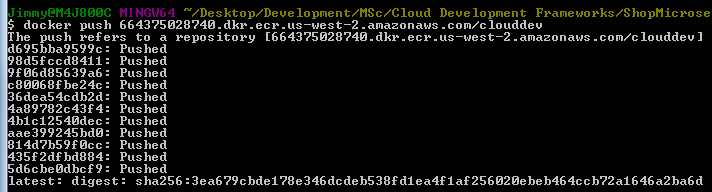 Jimmy@M4J800C MINGW64 ~/Desktop/Development/MSc/Cloud Development Frameworks/ShopMicrose
$ docker push 664375028740.dkr.ecr.us-west-2.amazonaws.com/clouddev
The push refers to a repository [664375028740.dkr.ecr.us-west-2.amazonaws.com/clouddev]
d695bba9599c: Pushed
98d5fccd8411: Pushed
9f06d85639a6: Pushed
c80068fbe24c: Pushed
36dea54cdb2d: Pushed
4a89782c43f4: Pushed
4b1c12540dec: Pushed
aae399245bd0: Pushed
814d7b59f0cc: Pushed
435f2dfbd884: Pushed
5d6cbe0dbcf9: Pushed
latest: digest: sha256:3ea679cbde178e346dcdeb538fd1ea4f1af256020ebeb464ccb72a1646a2ba6d